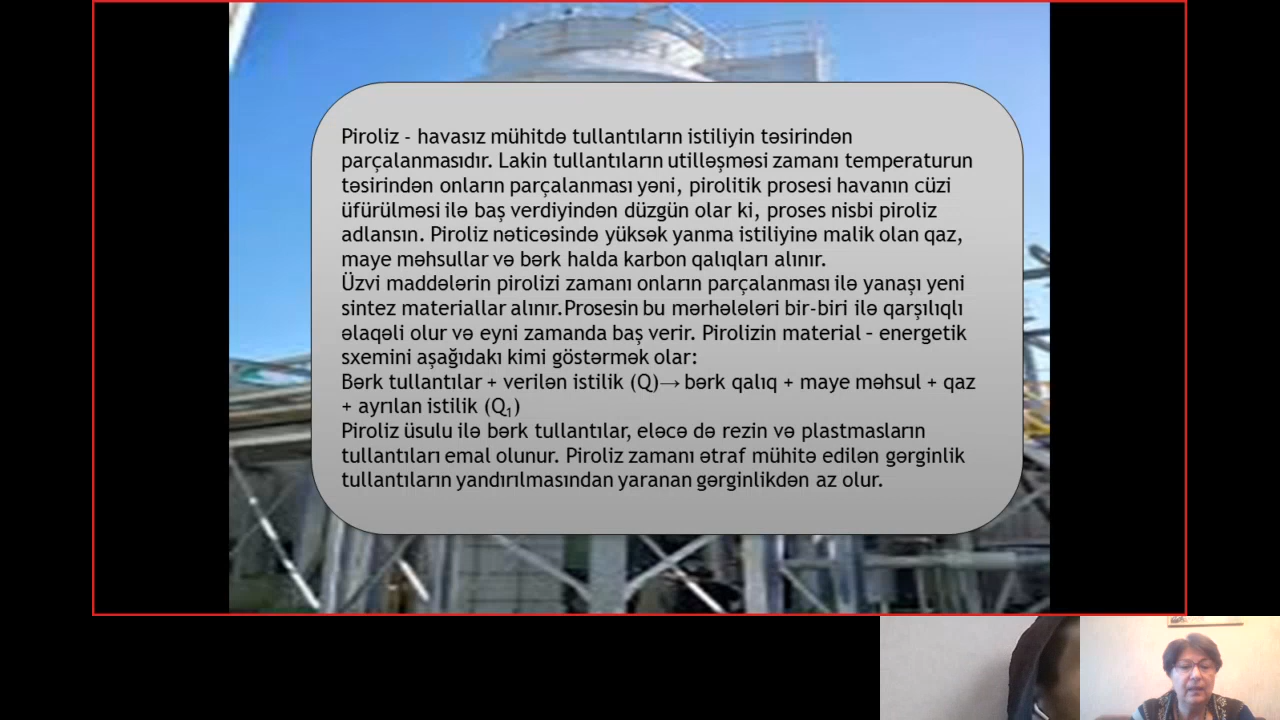 Piroliz - havasız mühitdə tullantıların istiliyin təsirindən
parçalanmasıdır. Lakin tullantıların utilləşməsi zamanı temperaturun
təsirindən onların parçalanması yəni, pirolitik prosesi havanın cüzi
üfürülməsi ilə baş verdiyindən düzgün olar ki, proses nisbi piroliz
adlansın. Piroliz nəticəsində yüksək yanma istiliyinə malik olan qaz,
maye məhsullar və bərk halda karbon qalıqları alınır.
Üzvi maddələrin pirolizi zamanı onların parçalanması ilə yanaşı yeni
sintez materiallar alınır.Prosesin bu mərhələləri bir-biri ilə qarşılıqlı
əlaqəli olur və eyni zamanda baş verir. Pirolizin material – energetik
sxemini aşağıdakı kimi göstərmək olar:
Bərk tullantılar + verilən istilik (Q)→ bərk qalıq + maye məhsul + qaz
+ ayrılan istilik (Q₁)
Piroliz üsulu ilə bərk tullantılar, eləcə də rezin və plastmasların
tullantıları emal olunur. Piroliz zamanı ətraf mühitə edilən gərginlik
tullantıların yandırılmasından yaranan gərginlikdən az olur.